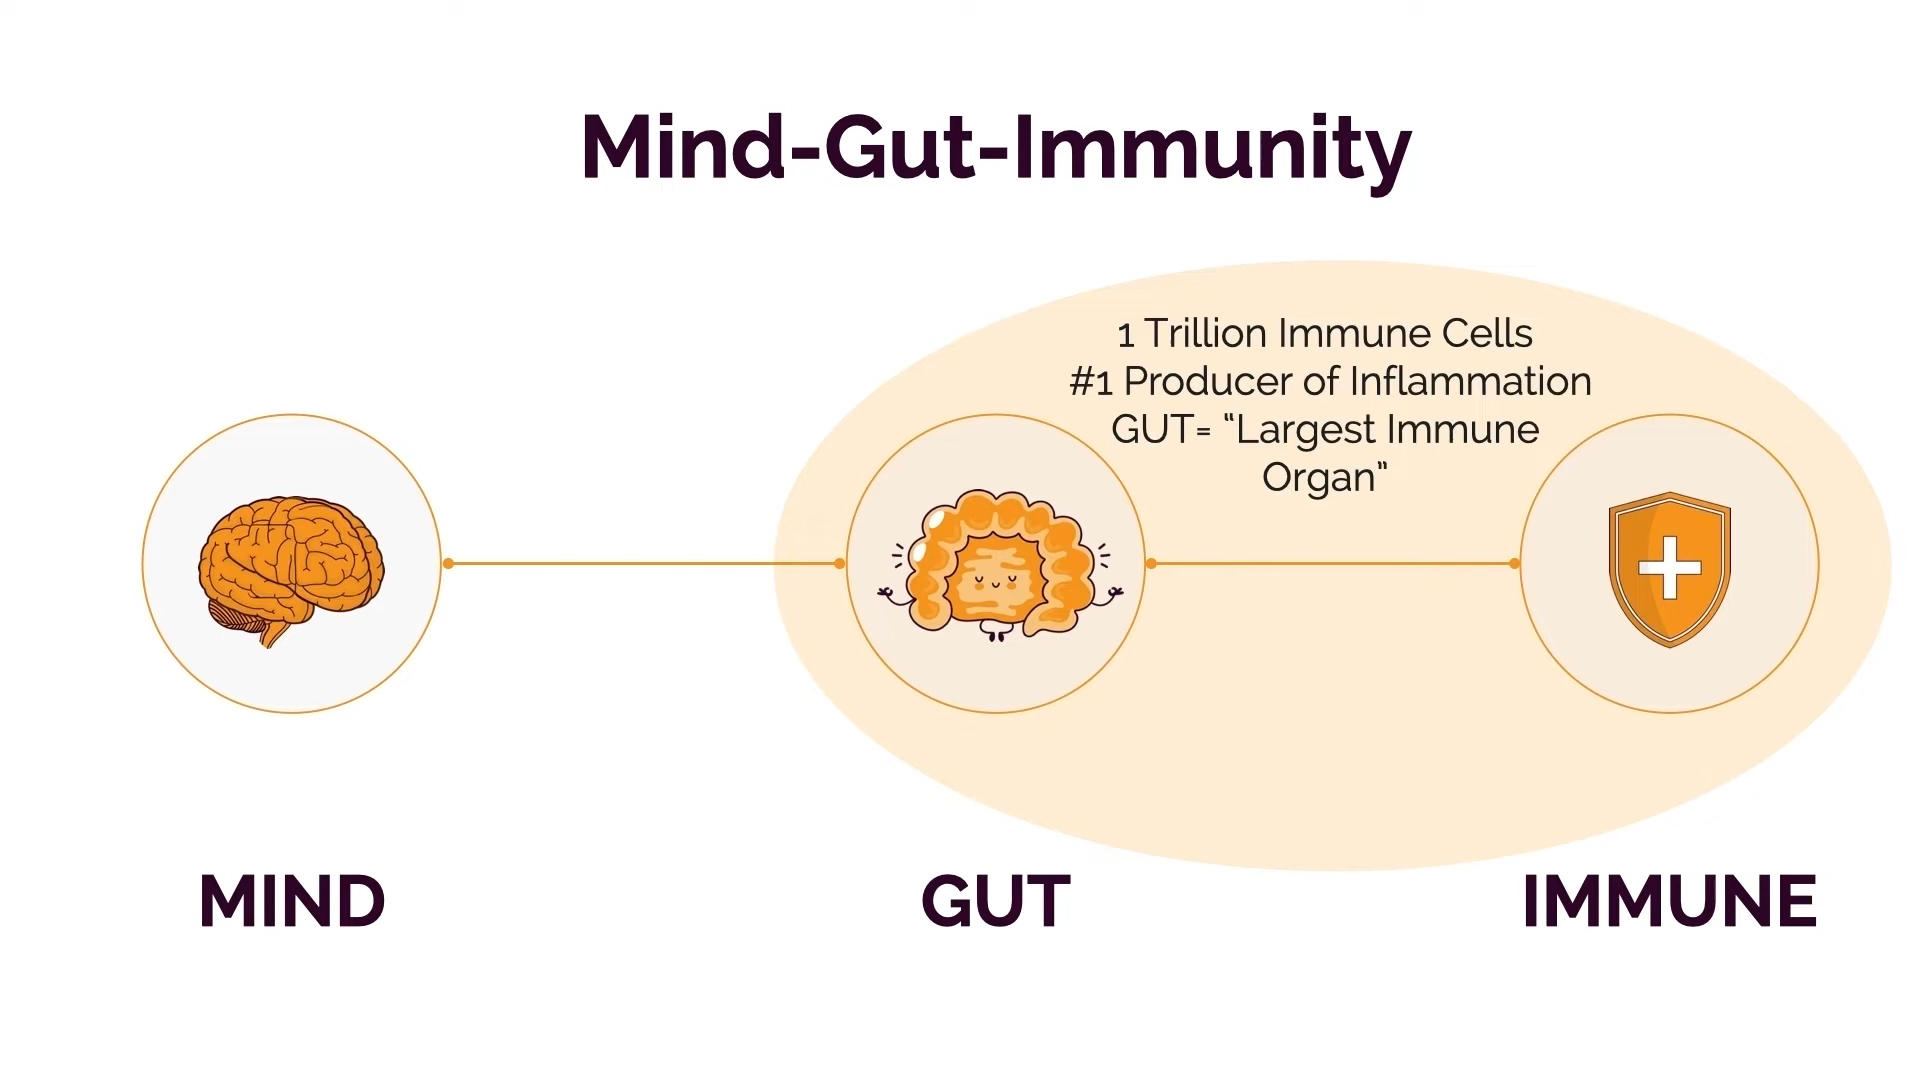 Mind-Gut-Immunity
1 Trillion Immune Cells
#1 Producer of Inflammation
GUT= “Largest Immune
Organ”
MIND
GUT
IMMUNE